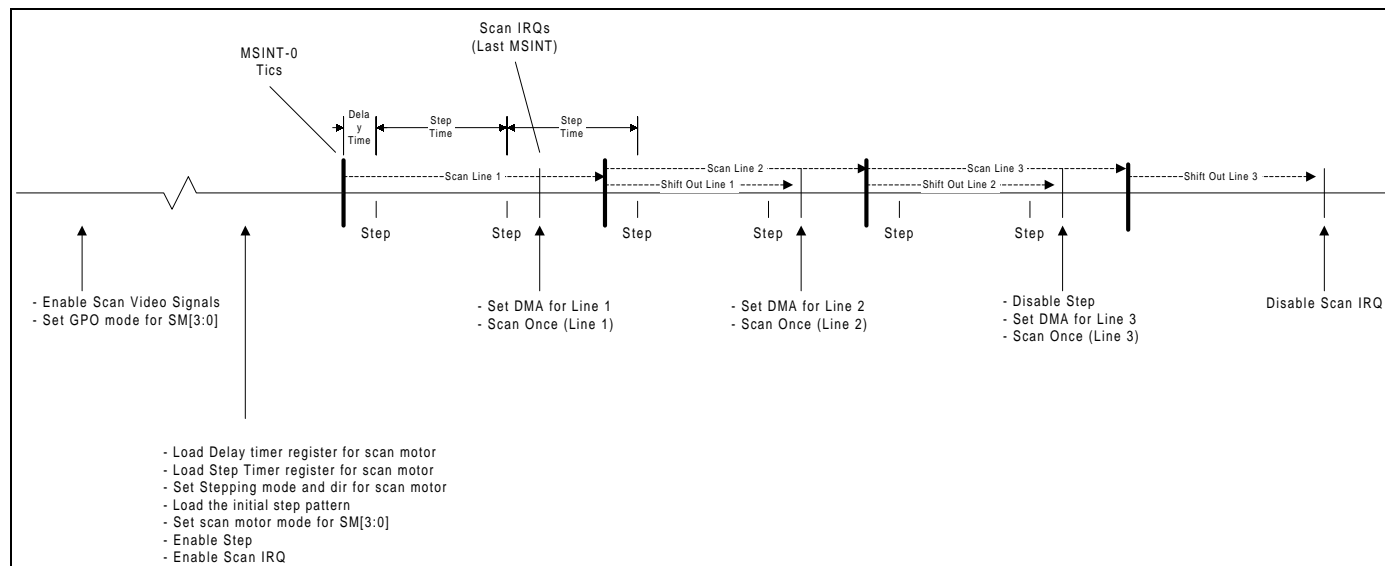 Scan IRQs
(Last MSINT)
MSINT-0
Tics
Dela
y
Time
Step
Time
Step
Time
Scan Line 1
Scan Line 2
Scan Line 3
Shift Out Line 1
Shift Out Line 2
Shift Out Line 3
Step
Step
Step
Step
Step
Step
- Enable Scan Video Signals
- Set GPO mode for SM[3:0]
- Set DMA for Line 1
- Scan Once (Line 1)
- Set DMA for Line 2
- Scan Once (Line 2)
- Disable Step
- Set DMA for Line 3
- Scan Once (Line 3)
Disable Scan IRQ
- Load Delay timer register for scan motor
- Load Step Timer register for scan motor
- Set Stepping mode and dir for scan motor
- Load the initial step pattern
- Set scan motor mode for SM[3:0]
- Enable Step
- Enable Scan IRQ